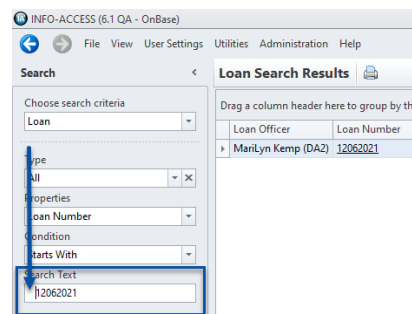 INFO-ACCESS (6.1 QA - OnBase)
File View User Settings Utilities Administration Help
Search
Choose search criteria
Loan
Type
All
Properties
Loan Number
Condition
Starts With
Search Text
12062021
Loan Search Results
Drag a column header here to group by th
Loan Officer Loan Number
MariLyn Kemp (DA2) 12062021